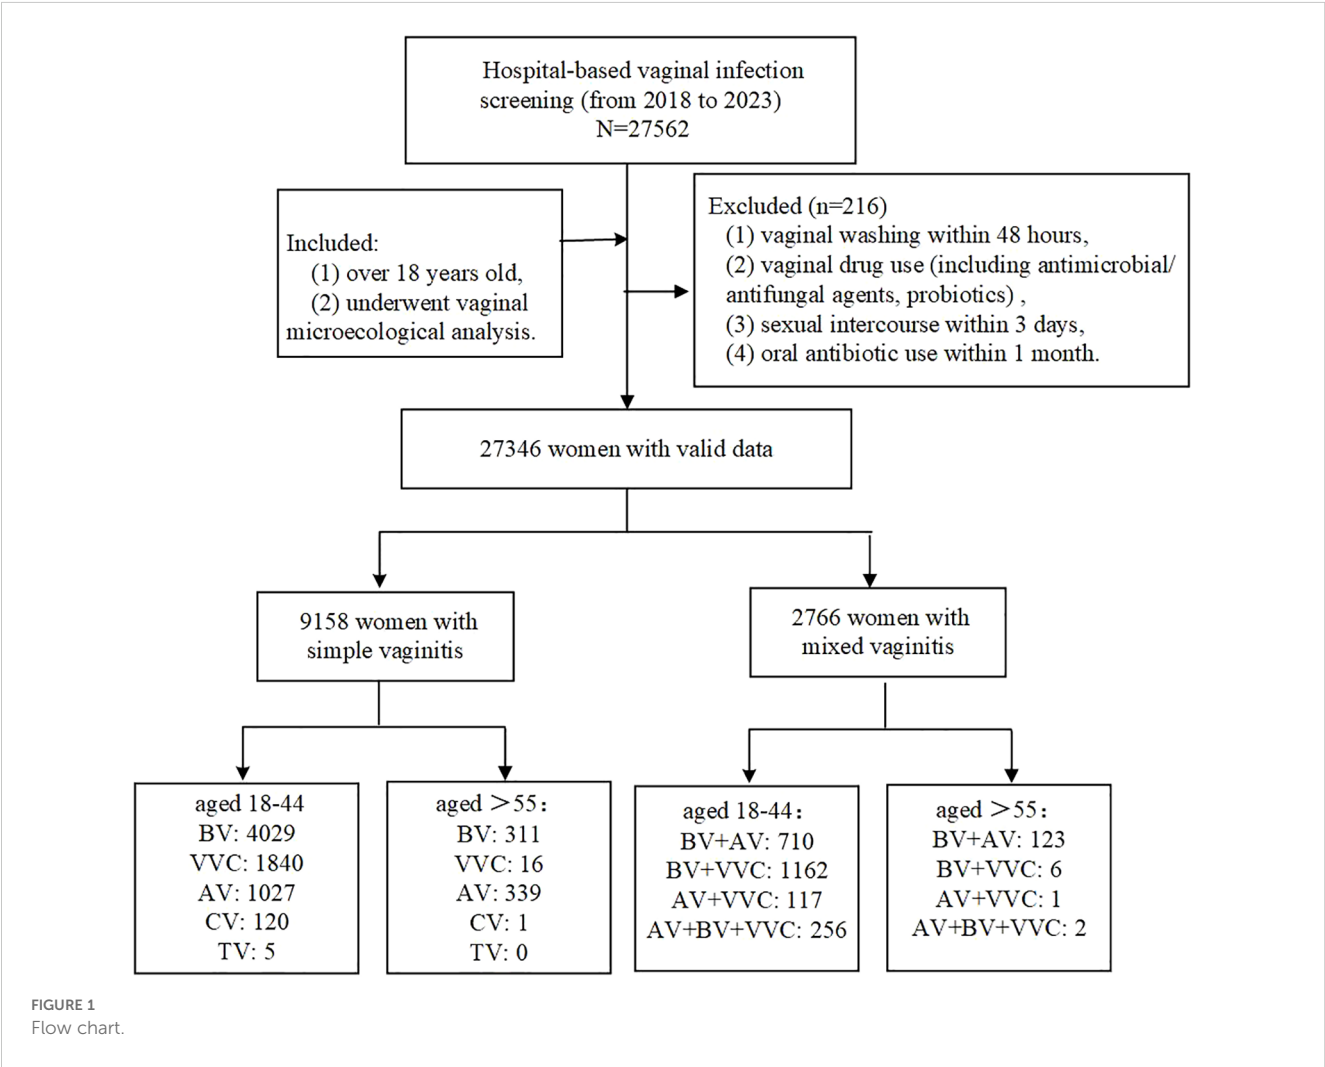 Hospital-based vaginal infection
screening (from 2018 to 2023)
N=27562
Included:
(1) over 18 years old,
(2) underwent vaginal
microecological analysis.
Excluded (n=216)
(1) vaginal washing within 48 hours,
(2) vaginal drug use (including antimicrobial/
antifungal agents, probiotics) ,
(3) sexual intercourse within 3 days,
(4) oral antibiotic use within 1 month.
27346 women with valid data
9158 women with
simple vaginitis
2766 women with
mixed vaginitis
aged 18-44
BV: 4029
VVC: 1840
AV: 1027
CV: 120
TV: 5
aged >55:
BV: 311
VVC: 16
AV: 339
CV: 1
TV: 0
aged 18-44:
BV+AV: 710
BV+VVC: 1162
AV+VVC: 117
AV+BV+VVC: 256
aged >55:
BV+AV: 123
BV+VVC: 6
AV+VVC: 1
AV+BV+VVC: 2
FIGURE 1
Flow chart.